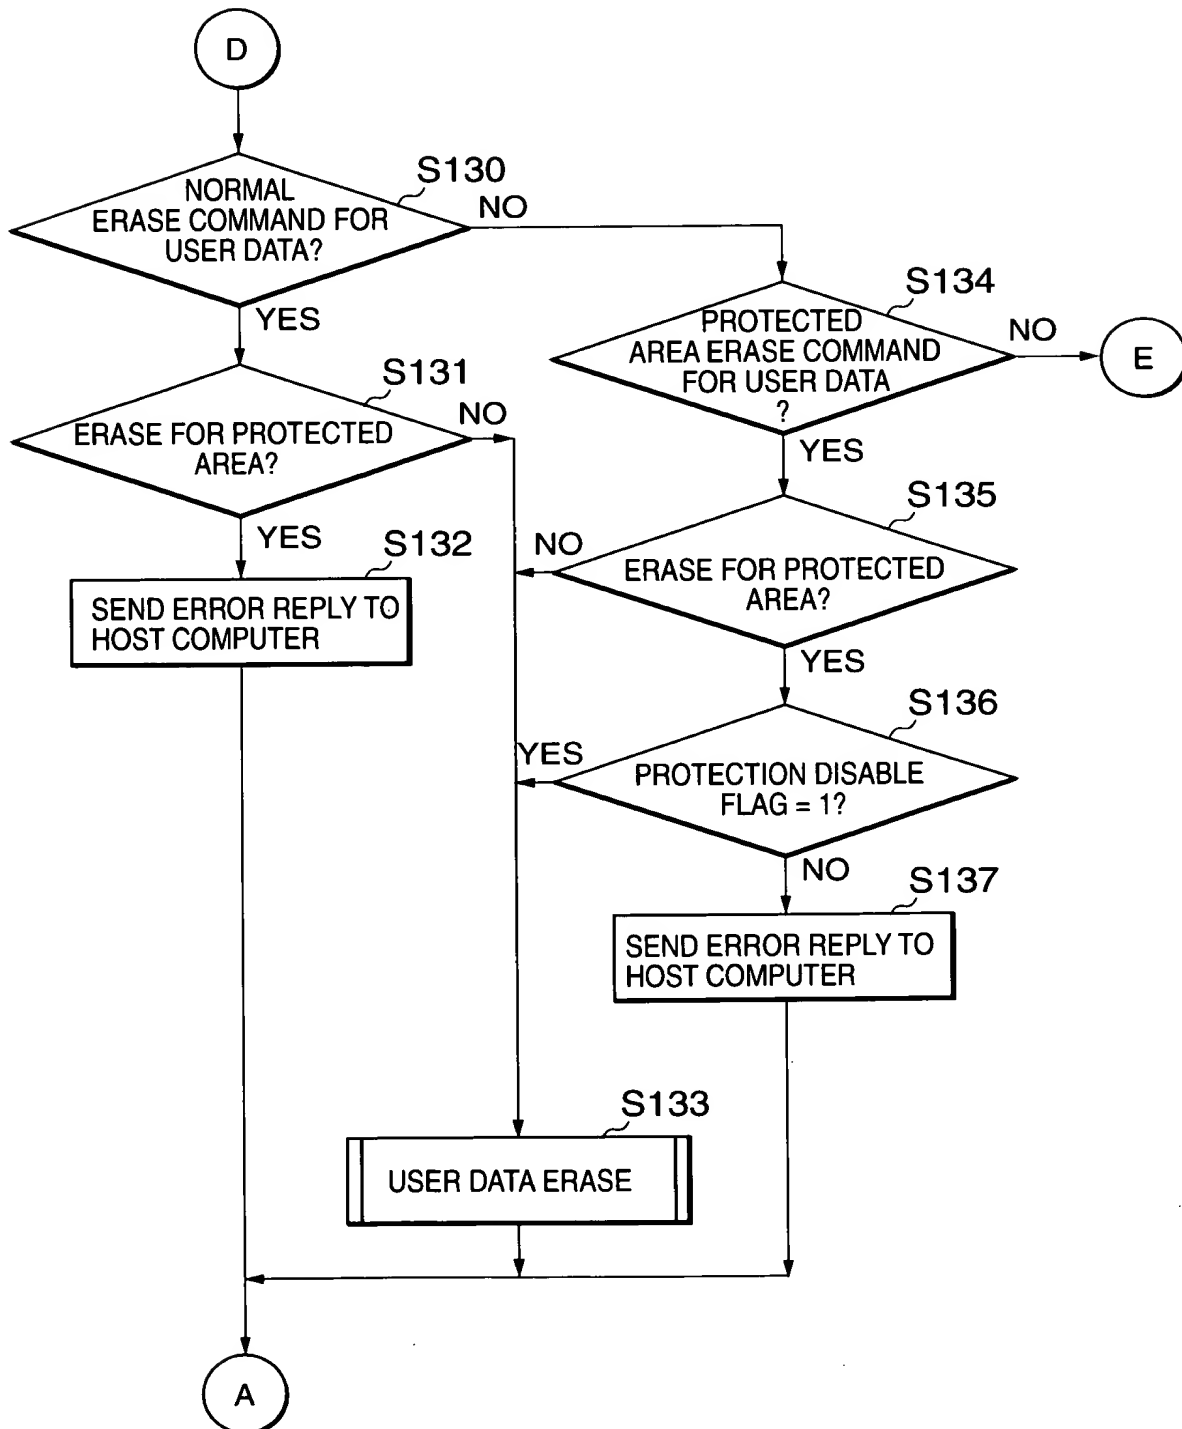 D
S130
NORMAL
ERASE COMMAND FOR
USER DATA?
NO
YES
S134
PROTECTED
AREA ERASE COMMAND
FOR USER DATA
?
NO
E
YES
S131
ERASE FOR PROTECTED
AREA?
NO
YES
S135
ERASE FOR PROTECTED
AREA?
NO
YES
S132
SEND ERROR REPLY TO
HOST COMPUTER
S136
PROTECTION DISABLE
FLAG = 1?
YES
NO
S137
SEND ERROR REPLY TO
HOST COMPUTER
S133
USER DATA ERASE
A